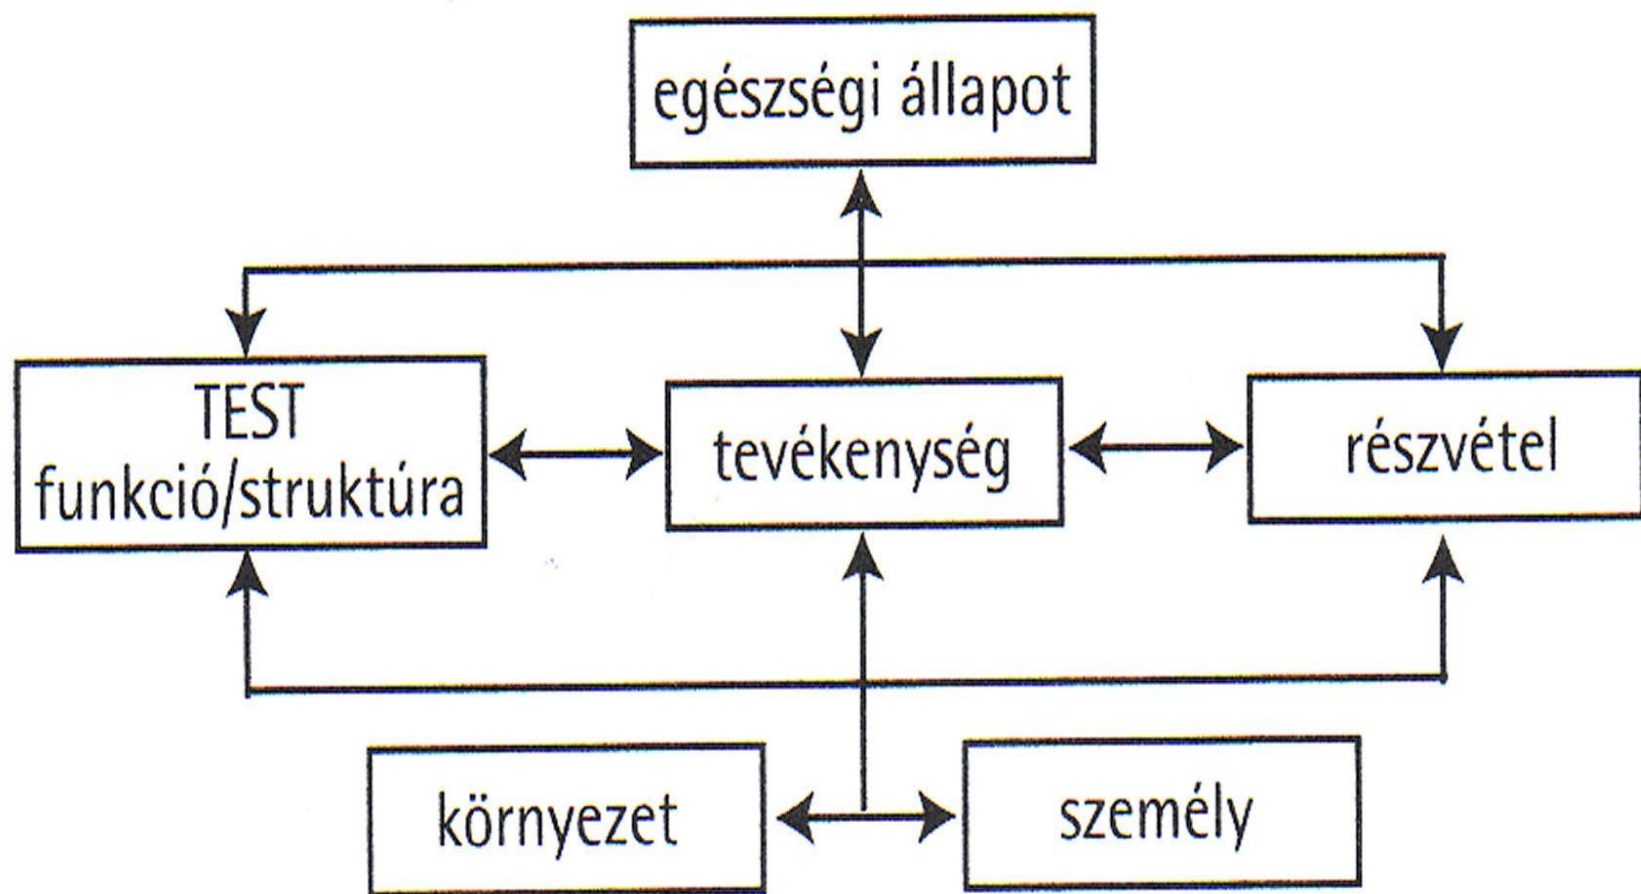 egészségi állapot
TEST
funkció/struktúra
tevékenység
részvétel
környezet
személy